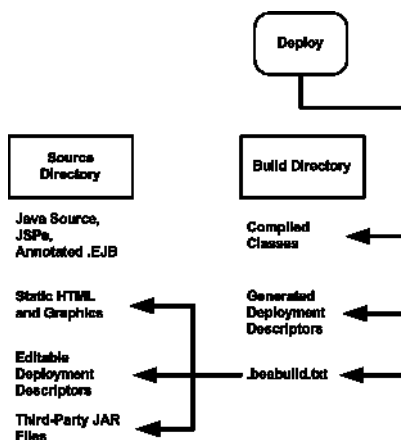 Deploy
Source
Directory
Java Source,
JSPs,
Annotated .EJB
Static HTML
and Graphics
Editable
Deployment
Descriptors
Third-Party JAR
Files
Build Directory
Compiled
Classes
Generated
Deployment
Descriptors
.beabuild.txt